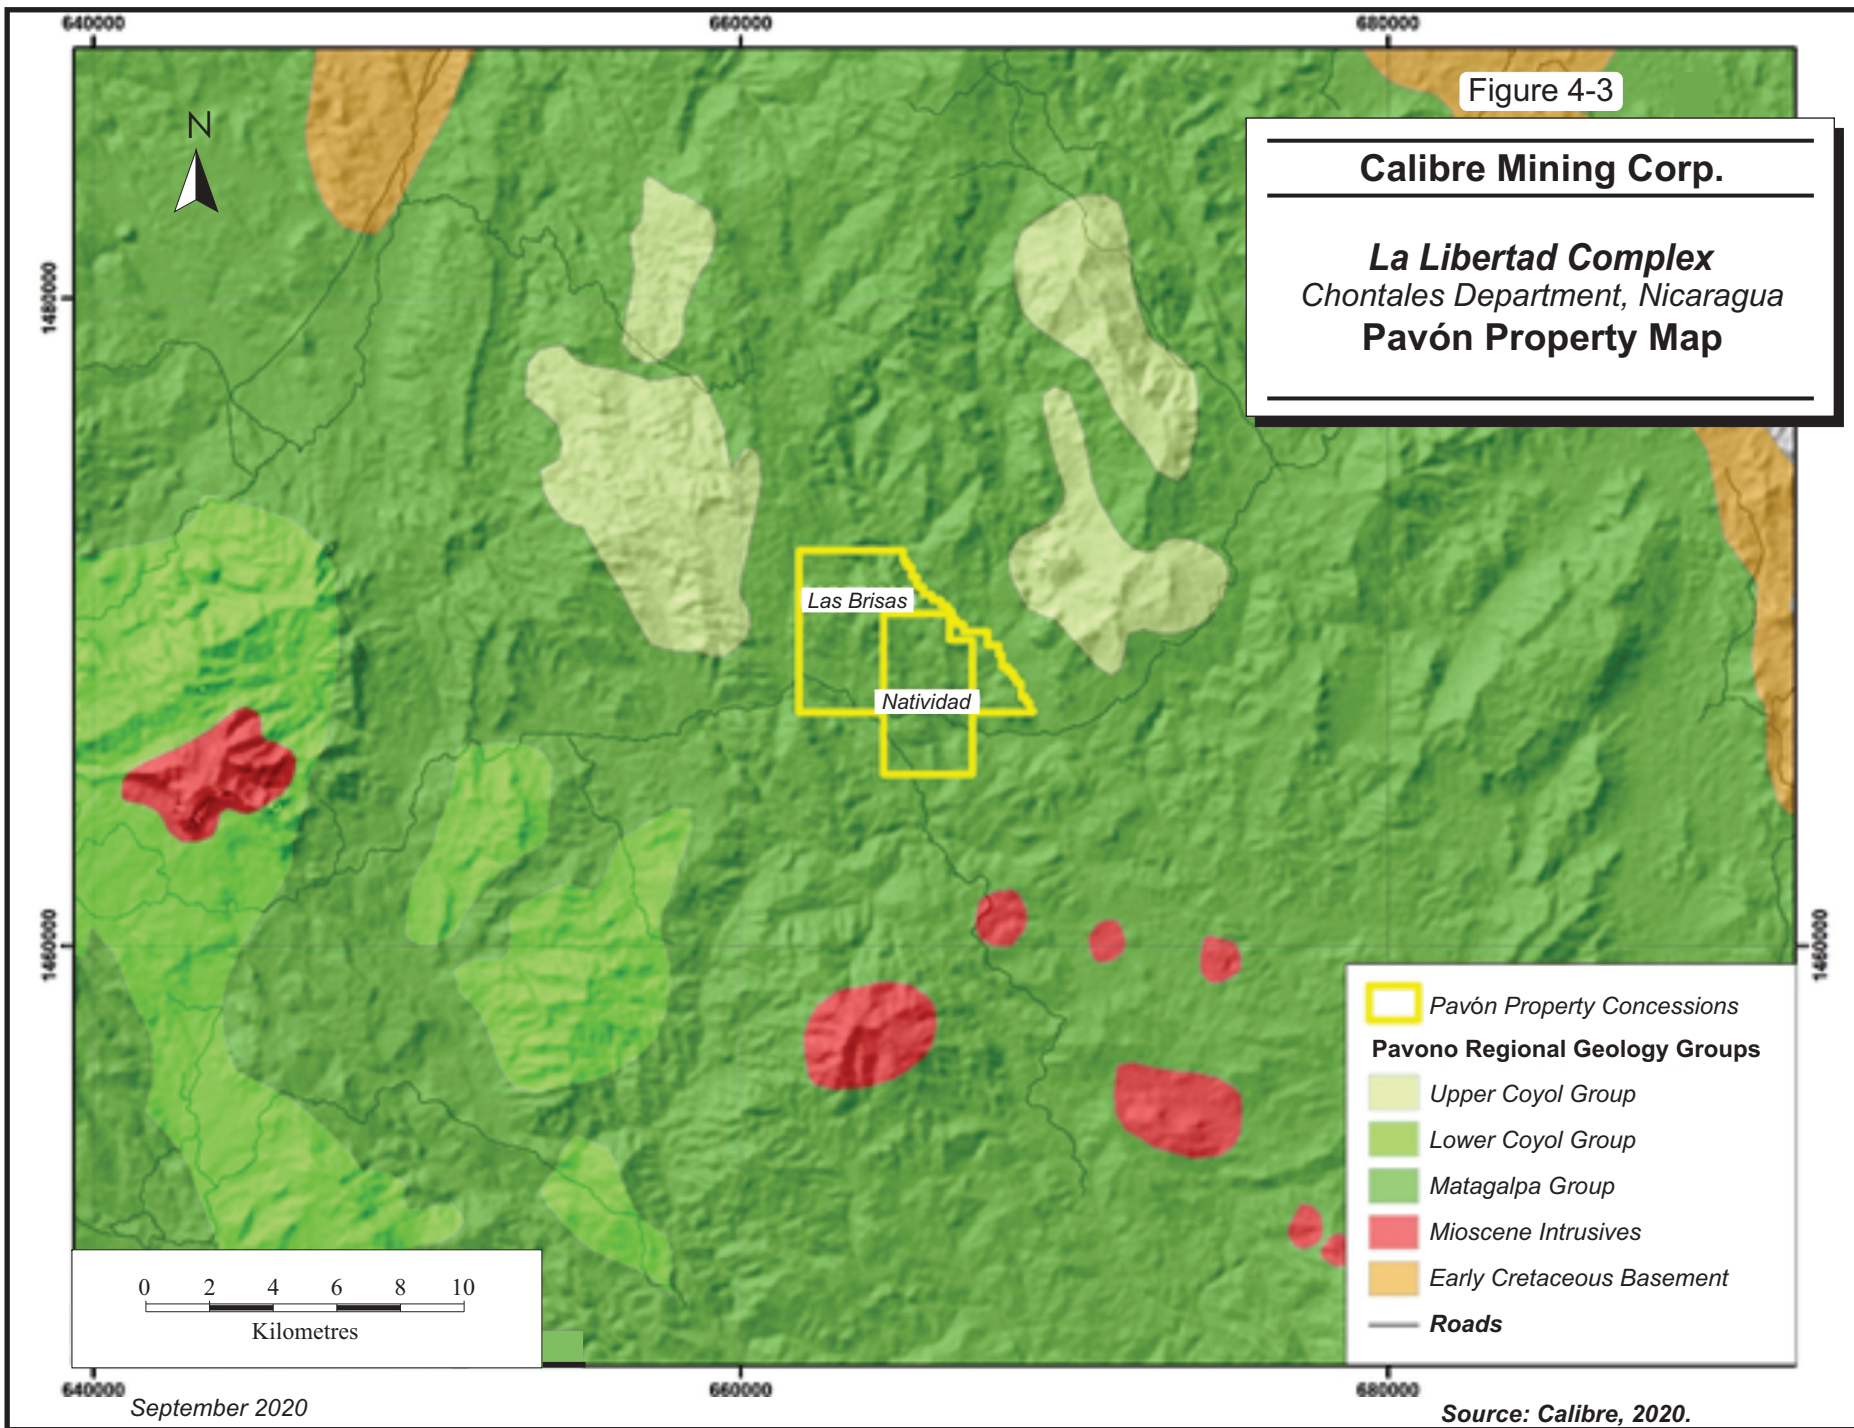 640000 660000 680000
Figure 4-3
N
Calibre Mining Corp.
La Libertad Complex
Chontales Department, Nicaragua
Pavón Property Map
1480000
Las Brisas
Natividad
1460000 1460000
Pavón Property Concessions
Pavono Regional Geology Groups
Upper Coyol Group
Lower Coyol Group
Matagalpa Group
Mioscene Intrusives
Early Cretaceous Basement
Roads
0 2 4 6 8 10
Kilometres
640000 660000 680000
September 2020
Source: Calibre, 2020.